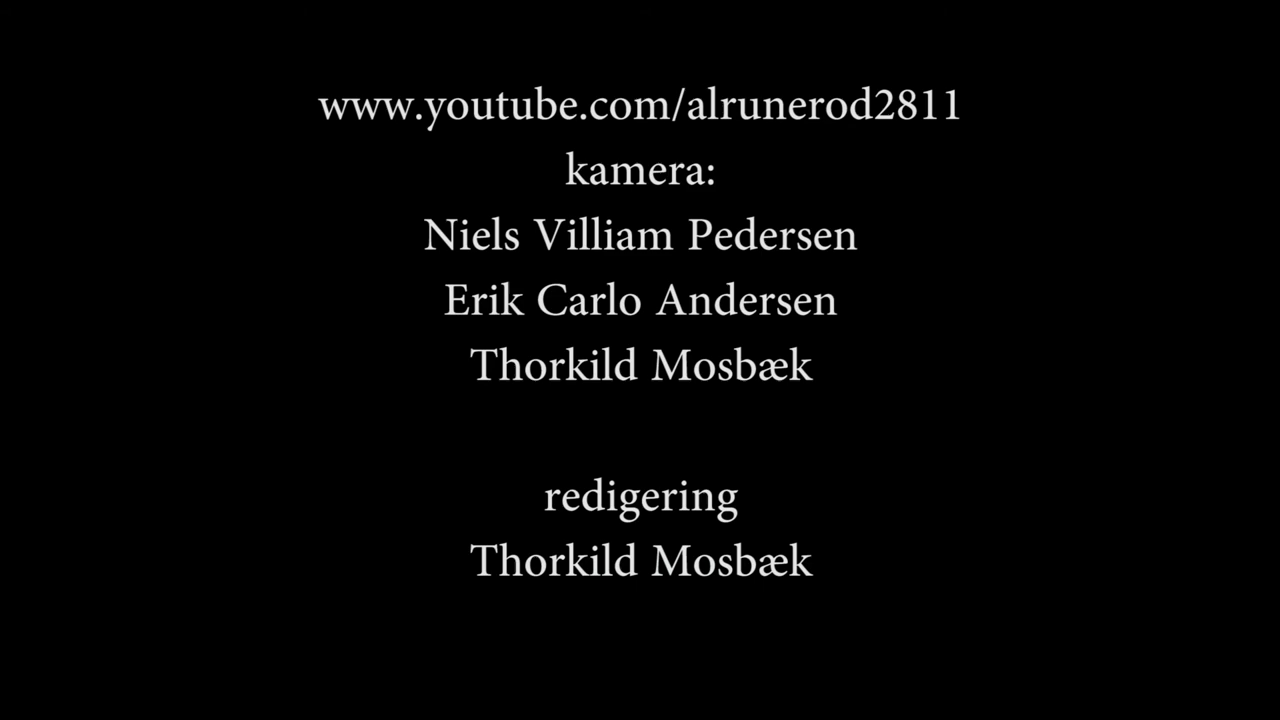 www.youtube.com/alrunerod2811
kamera:
Niels Villiam Pedersen
Erik Carlo Andersen
Thorkild Mosbæk
redigering
Thorkild Mosbæk